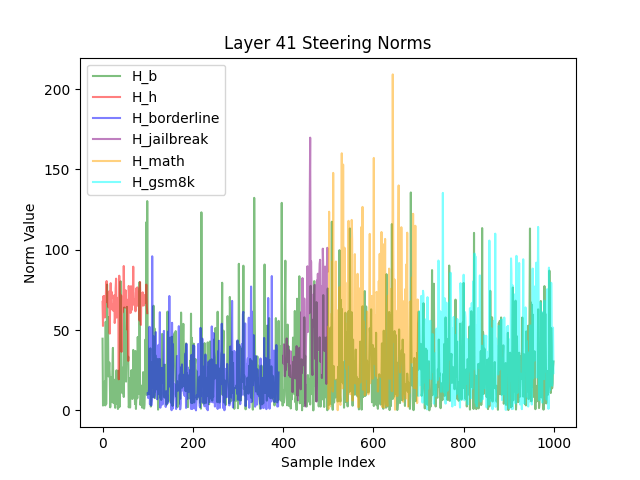 Layer 41 Steering Norms
H_b
H_h
H_borderline
H_jailbreak
H_math
H_gsm8k
Norm Value
200
150
100
50
0
0 200 400 600 800 1000
Sample Index